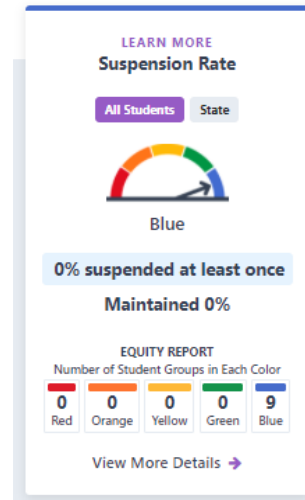 LEARN MORE
Suspension Rate
All Students State
Blue
0% suspended at least once
Maintained 0%
EQUITY REPORT
Number of Student Groups in Each Color
0 0 0 0 9
Red Orange Yellow Green Blue
View More Details →